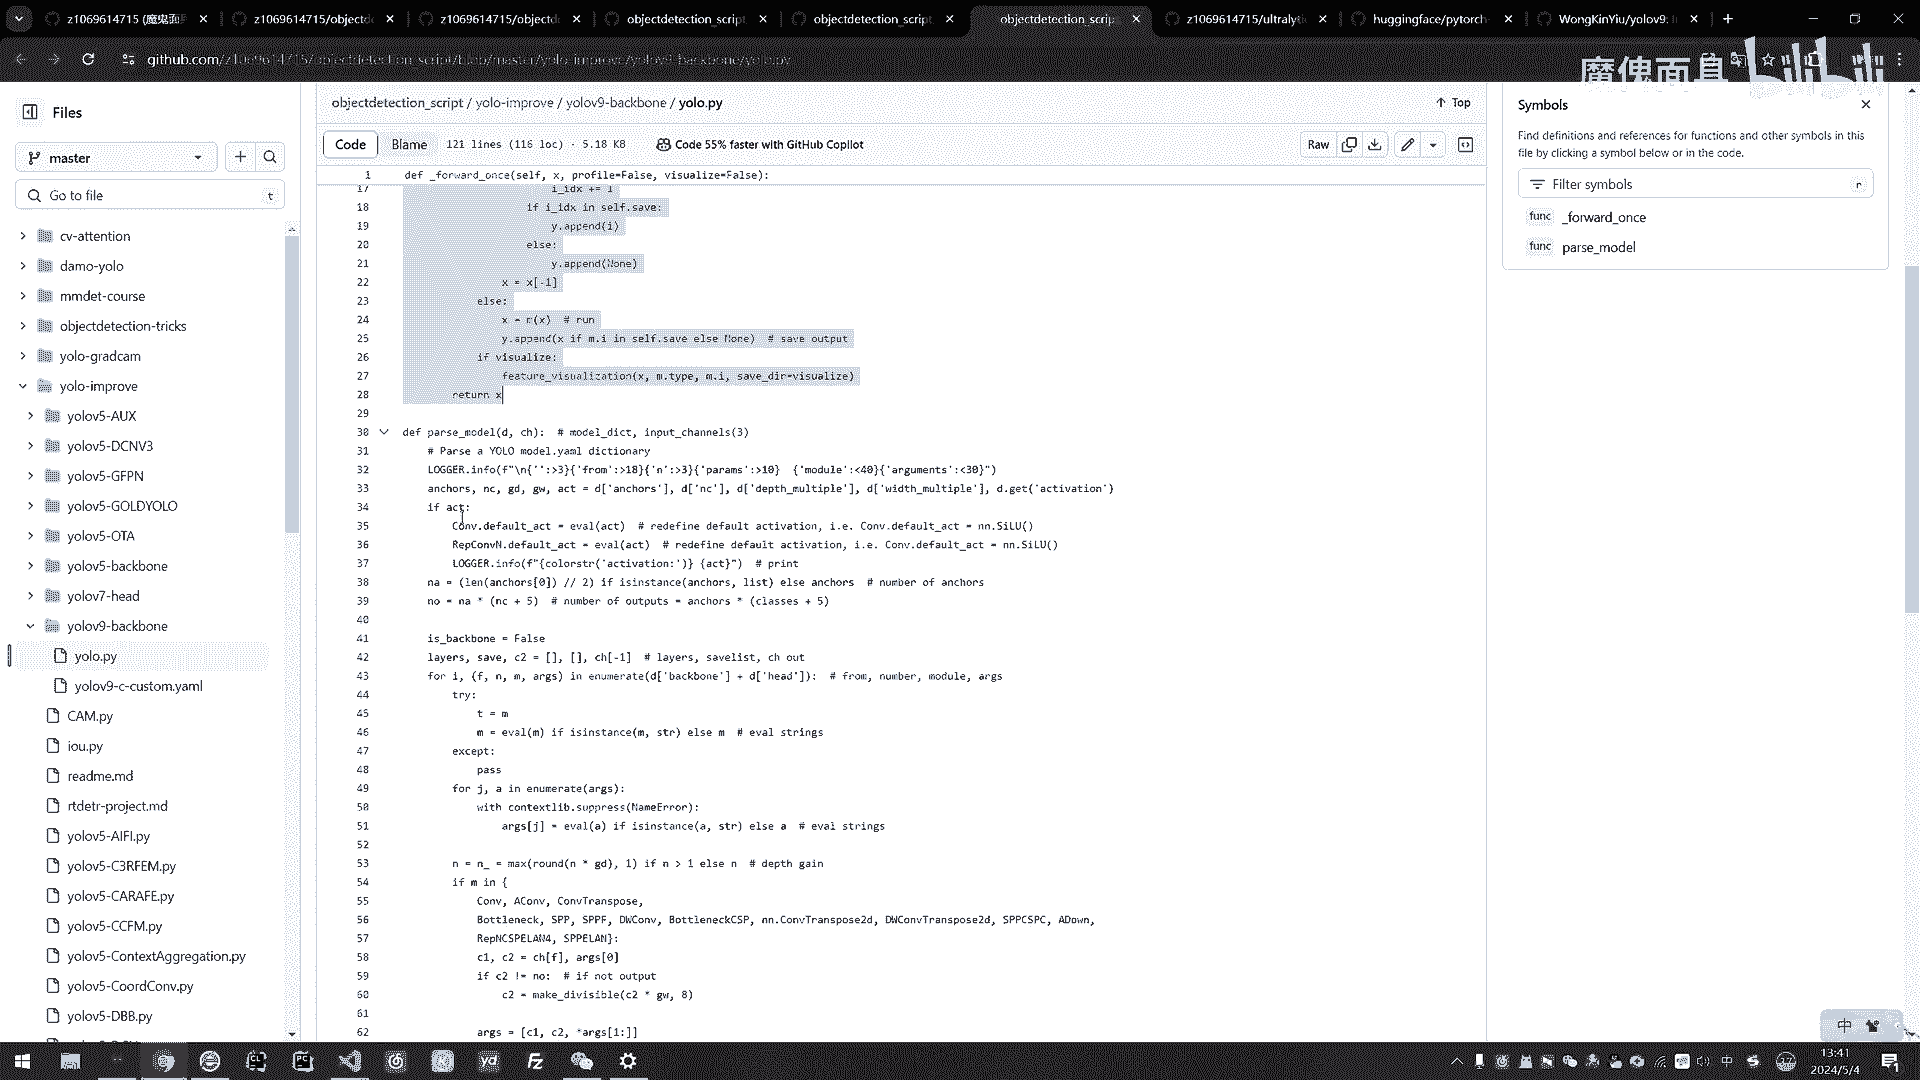 z1069614715 (魔鬼面
z1069614715/objectde
z1069614715/objectde
objectdetection_script
objectdetection_script
objectdetection_scrip
z1069614715/ultralyti
huggingface/pytorch-
WongKinYiu/yolov9:
github.com/z1069614715/objectdetection_script/blob/master/yolo-improve/yolov9-backbone/yolo.py
魔傀面具 bilibili
Files
objectdetection_script / yolo-improve / yolov9-backbone / yolo.py
Top
Symbols
master
Code
Blame
121 lines (116 loc) · 5.18 KB
Code 55% faster with GitHub Copilot
Raw
Find definitions and references for functions and other symbols in this
file by clicking a symbol below or in the code.
Go to file
t
Filter symbols
r
func _forward_once
func parse_model
cv-attention
damo-yolo
mmdet-course
objectdetection-tricks
yolo-gradcam
yolo-improve
yolov5-AUX
yolov5-DCNV3
yolov5-GFPN
yolov5-GOLDYOLO
yolov5-OTA
yolov5-backbone
yolov7-head
yolov9-backbone
yolo.py
yolov9-c-custom.yaml
CAM.py
iou.py
readme.md
rtdetr-project.md
yolov5-AIFI.py
yolov5-C3RFEM.py
yolov5-CARAFE.py
yolov5-CCFM.py
yolov5-ContextAggregation.py
yolov5-CoordConv.py
yolov5-DBB.py
1 def _forward_once(self, x, profile=False, visualize=False):
17 i_idx += 1
18 if i_idx in self.save:
19 y.append(i)
20 else:
21 y.append(None)
22 x = x[-1]
23 else:
24 x = m(x)  # run
25 y.append(x if m.i in self.save else None)  # save output
26 if visualize:
27 feature_visualization(x, m.type, m.i, save_dir=visualize)
28 return x
29
30 def parse_model(d, ch):  # model_dict, input_channels(3)
31 # Parse a YOLO model.yaml dictionary
32 LOGGER.info(f"\n{'':>3}{'from':>18}{'n':>3}{'params':>10}  {'module':<40}{'arguments':<30}")
33 anchors, nc, gd, gw, act = d['anchors'], d['nc'], d['depth_multiple'], d['width_multiple'], d.get('activation')
34 if act:
35 Conv.default_act = eval(act)  # redefine default activation, i.e. Conv.default_act = nn.SiLU()
36 RepConvN.default_act = eval(act)  # redefine default activation, i.e. Conv.default_act = nn.SiLU()
37 LOGGER.info(f"{colorstr('activation:')} {act}")  # print
38 na = (len(anchors[0]) // 2) if isinstance(anchors, list) else anchors  # number of anchors
39 no = na * (nc + 5)  # number of outputs = anchors * (classes + 5)
40
41 is_backbone = False
42 layers, save, c2 = [], [], ch[-1]  # layers, savelist, ch out
43 for i, (f, n, m, args) in enumerate(d['backbone'] + d['head']):  # from, number, module, args
44 try:
45 t = m
46 m = eval(m) if isinstance(m, str) else m  # eval strings
47 except:
48 pass
49 for j, a in enumerate(args):
50 with contextlib.suppress(NameError):
51 args[j] = eval(a) if isinstance(a, str) else a  # eval strings
52
53 n = n_ = max(round(n * gd), 1) if n > 1 else n  # depth gain
54 if m in {
55 Conv, AConv, ConvTranspose,
56 Bottleneck, SPP, SPPF, DWConv, BottleneckCSP, nn.ConvTranspose2d, DWConvTranspose2d, SPPCSPC, ADown,
57 RepNCSPELAN4, SPPELAN}:
58 c1, c2 = ch[f], args[0]
59 if c2 != no:  # if not output
60 c2 = make_divisible(c2 * gw, 8)
61
62 args = [c1, c2, *args[1:]]
中
中
13:41
2024/5/4